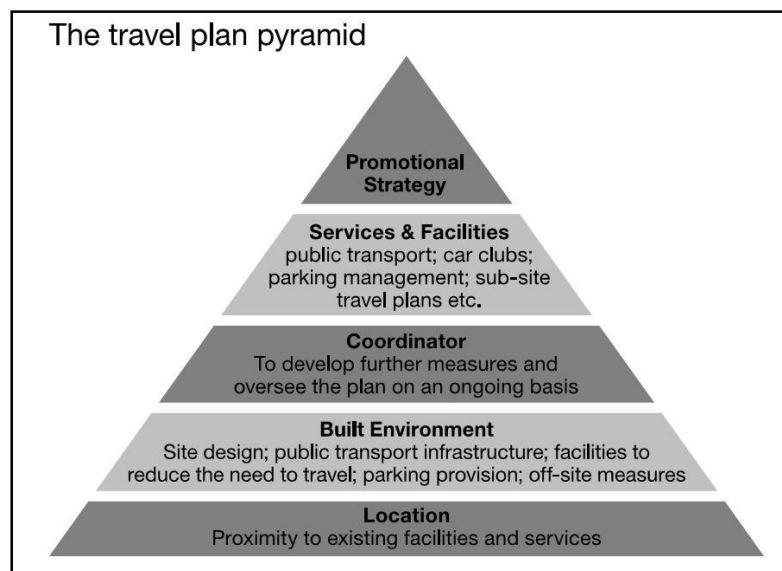 The travel plan pyramid
Promotional
Strategy
Services & Facilities
public transport; car clubs;
parking management; sub-site
travel plans etc.
Coordinator
To develop further measures and
oversee the plan on an ongoing basis
Built Environment
Site design; public transport infrastructure; facilities to
reduce the need to travel; parking provision; off-site measures
Location
Proximity to existing facilities and services